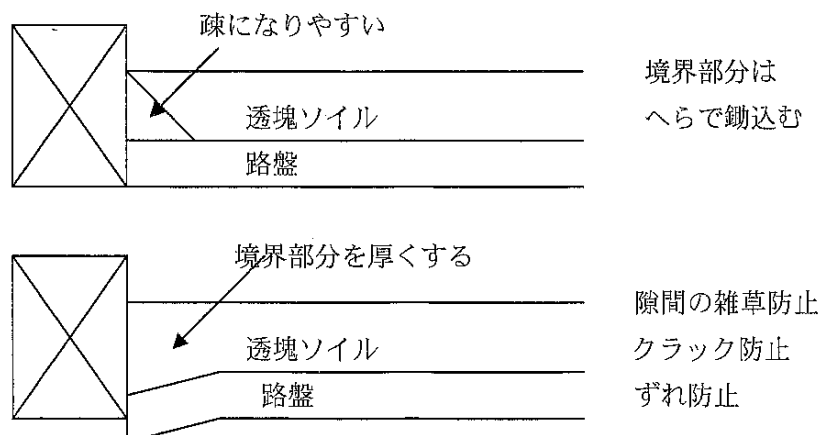 疎になりやすい
境界部分は
へらで鋤込む
透塊ソイル
路盤
境界部分を厚くする
隙間の雑草防止
透塊ソイル
クラック防止
路盤
ずれ防止